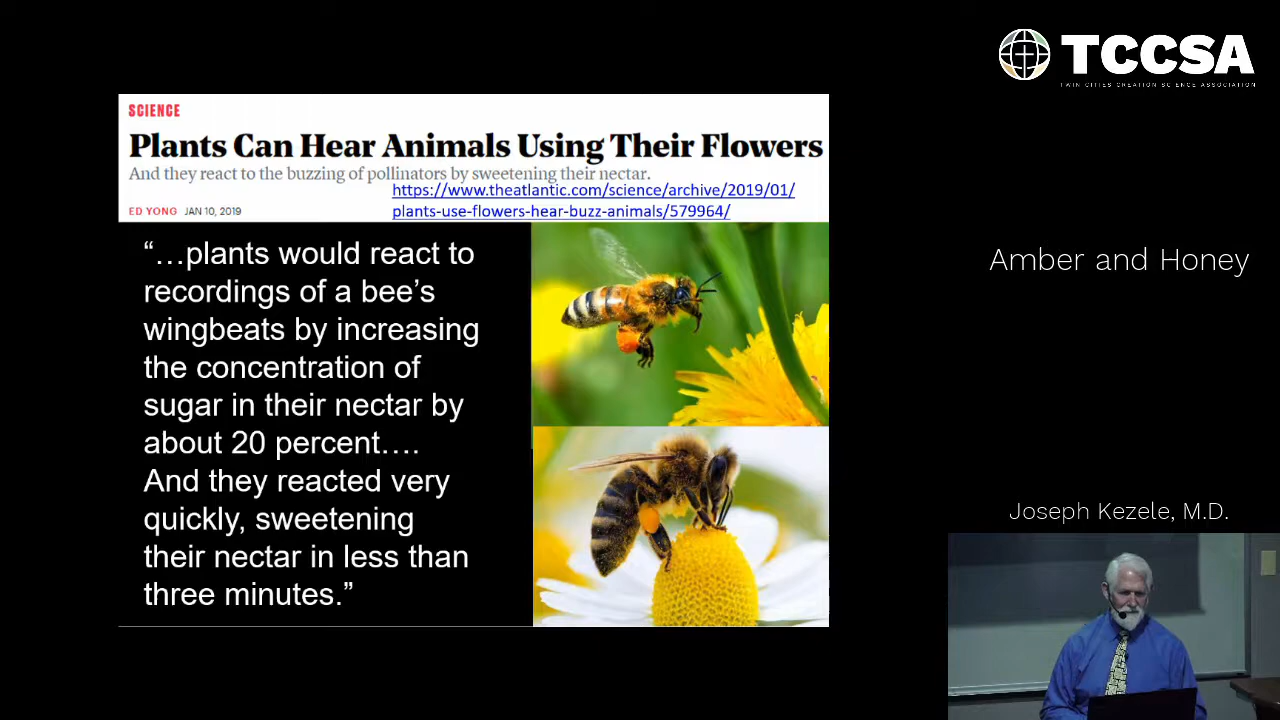 TCCSA
TWIN CITIES CREATION SCIENCE ASSOCIATION
SCIENCE
Plants Can Hear Animals Using Their Flowers
And they react to the buzzing of pollinators by sweetening their nectar.
https://www.theatlantic.com/science/archive/2019/01/
plants-use-flowers-hear-buzz-animals/579964/
ED YONG JAN 10, 2019
“…plants would react to
recordings of a bee’s
wingbeats by increasing
the concentration of
sugar in their nectar by
about 20 percent….
And they reacted very
quickly, sweetening
their nectar in less than
three minutes.”
Amber and Honey
Joseph Kezele, M.D.